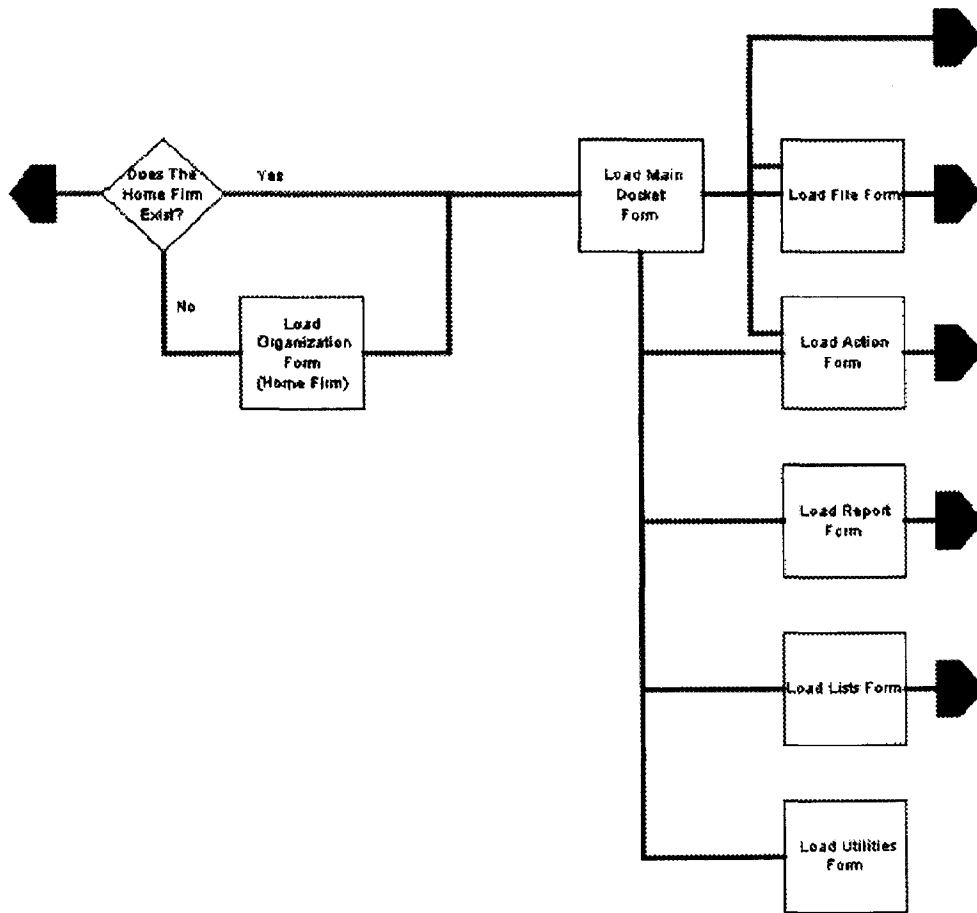 Does The
Home Firm
Exist?
Yes
No
Load
Organization
Form
(Home Firm)
Load Main
Docket
Form
Load File Form
Load Action
Form
Load Report
Form
Load Lists Form
Load Utilities
Form